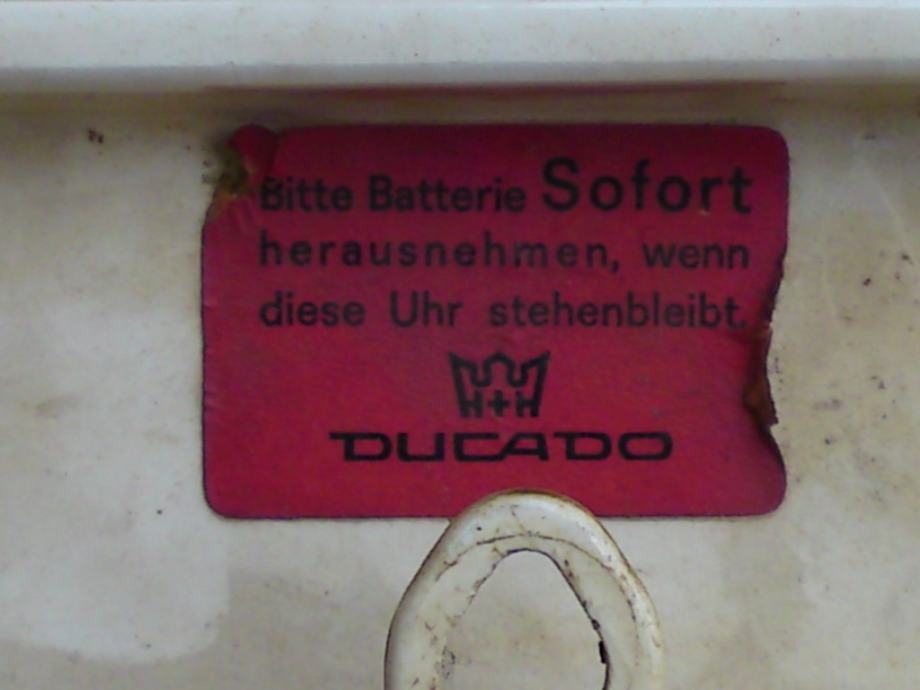 Bitte Batterie Sofort
herausnehmen, wenn
diese Uhr stehenbleibt.
H+H
DUCADO